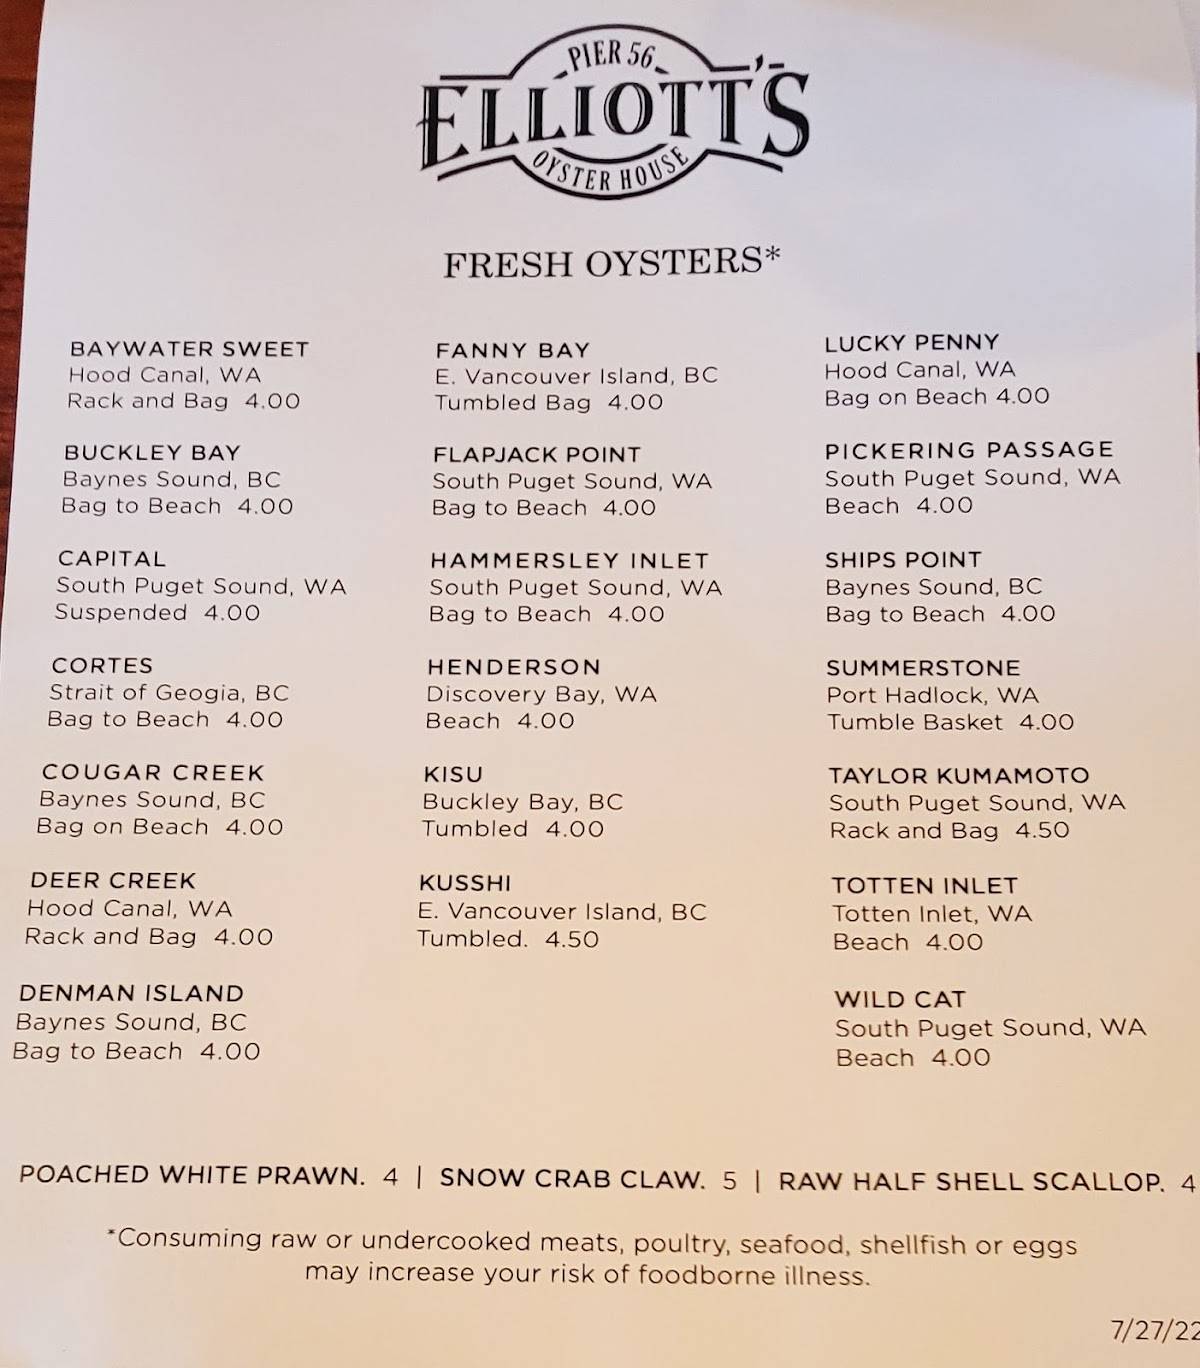 PIER 56
ELLIOTT'S
OYSTER HOUSE
FRESH OYSTERS*
BAYWATER SWEET
Hood Canal, WA
Rack and Bag 4.00
BUCKLEY BAY
Baynes Sound, BC
Bag to Beach 4.00
CAPITAL
South Puget Sound, WA
Suspended 4.00
CORTES
Strait of Geogia, BC
Bag to Beach 4.00
COUGAR CREEK
Baynes Sound, BC
Bag on Beach 4.00
DEER CREEK
Hood Canal, WA
Rack and Bag 4.00
DENMAN ISLAND
Baynes Sound, BC
Bag to Beach 4.00
FANNY BAY
E. Vancouver Island, BC
Tumbled Bag 4.00
FLAPJACK POINT
South Puget Sound, WA
Bag to Beach 4.00
HAMMERSLEY INLET
South Puget Sound, WA
Bag to Beach 4.00
HENDERSON
Discovery Bay, WA
Beach 4.00
KISU
Buckley Bay, BC
Tumbled 4.00
KUSSHI
E. Vancouver Island, BC
Tumbled. 4.50
LUCKY PENNY
Hood Canal, WA
Bag on Beach 4.00
PICKERING PASSAGE
South Puget Sound, WA
Beach 4.00
SHIPS POINT
Baynes Sound, BC
Bag to Beach 4.00
SUMMERSTONE
Port Hadlock, WA
Tumble Basket 4.00
TAYLOR KUMAMOTO
South Puget Sound, WA
Rack and Bag 4.50
TOTTEN INLET
Totten Inlet, WA
Beach 4.00
WILD CAT
South Puget Sound, WA
Beach 4.00
POACHED WHITE PRAWN. 4 | SNOW CRAB CLAW. 5 | RAW HALF SHELL SCALLOP. 4
*Consuming raw or undercooked meats, poultry, seafood, shellfish or eggs
may increase your risk of foodborne illness.
7/27/22